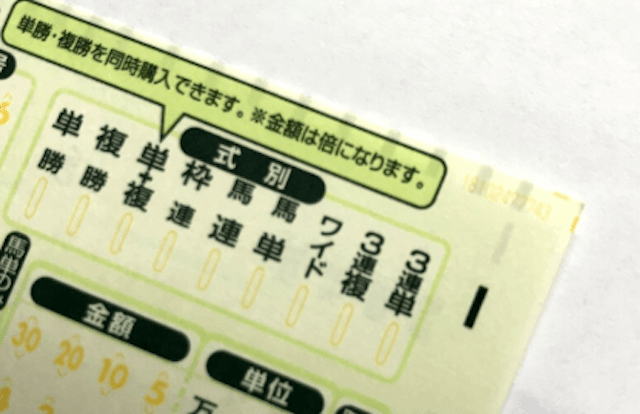 単勝・複勝を同時購入できます。※金額は倍になります。
式別
単勝
複勝
単+複
枠連
馬連
馬単
ワイド
3連複
3連単
金額
30 20 10 5
単位
万